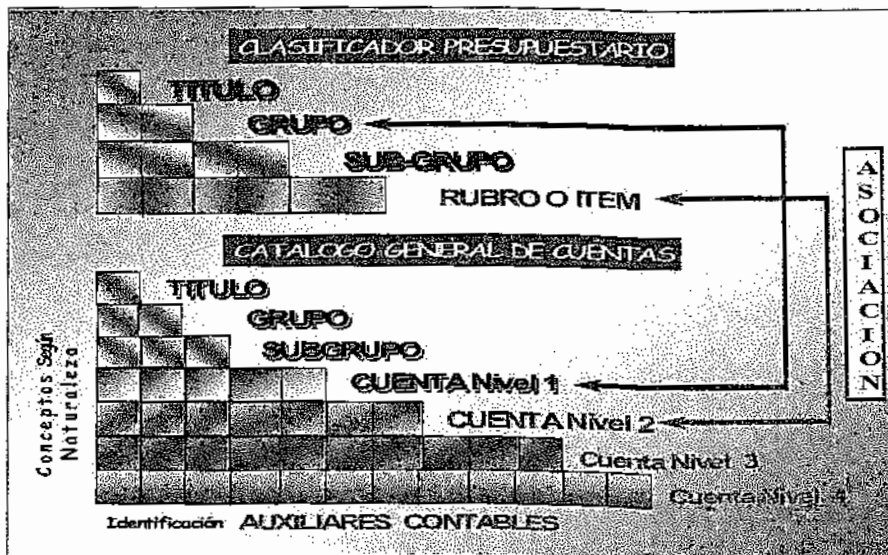 CLASIFICADOR PRESUPUESTARIO
TITULO
GRUPO
SUB-GRUPO
RUBRO O ITEM
ASOCIACION
CATALOGO GENERAL DE CUENTAS
TITULO
GRUPO
SUBGRUPO
CUENTA Nivel 1
CUENTA Nivel 2
Cuenta Nivel 3
Cuenta Nivel 4
Conceptos Según
Naturaleza
Identificación AUXILIARES CONTABLES